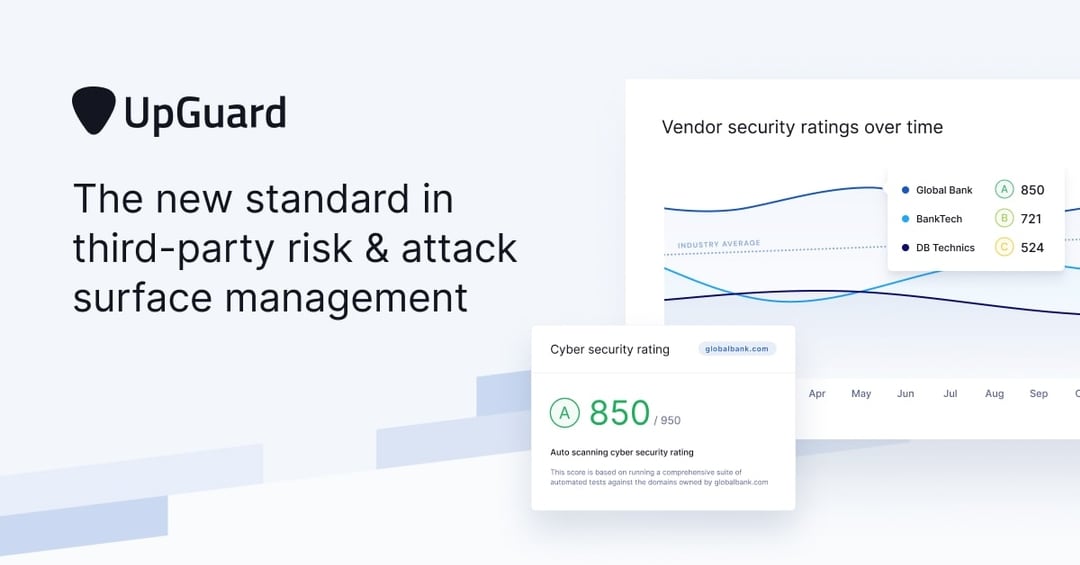 UpGuard
The new standard in
third-party risk & attack
surface management
Vendor security ratings over time
Global Bank A 850
BankTech B 721
DB Technics C 524
INDUSTRY AVERAGE
Apr May Jun Jul Aug Sep
Cyber security rating globalbank.com
A 850 / 950
Auto scanning cyber security rating
This score is based on running a comprehensive suite of
automated tests against the domains owned by globalbank.com